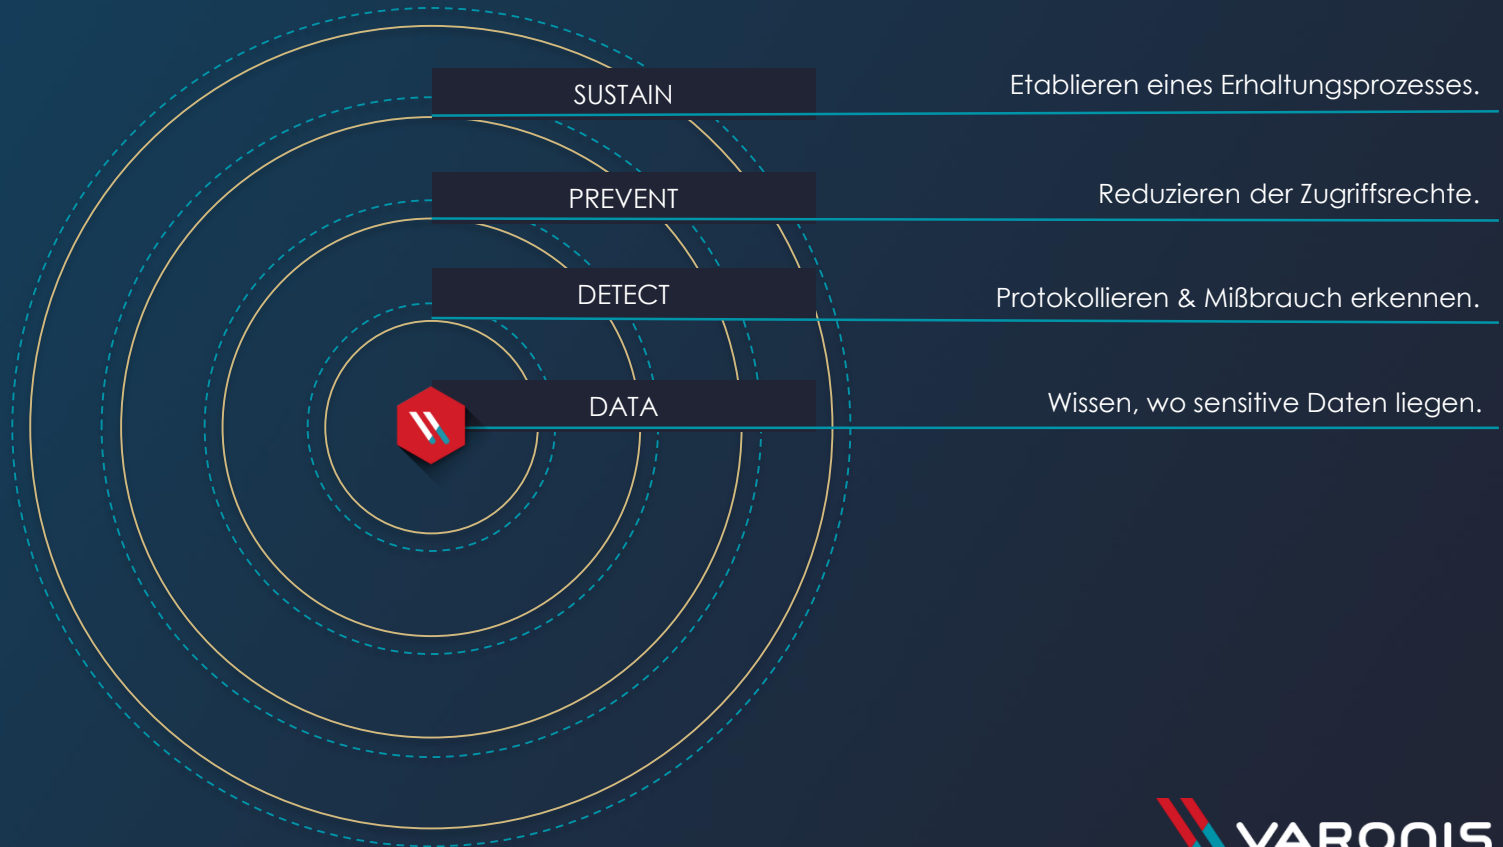 SUSTAIN
Etablieren eines Erhaltungsprozesses.
PREVENT
Reduzieren der Zugriffsrechte.
DETECT
Protokollieren & Mißbrauch erkennen.
DATA
Wissen, wo sensitive Daten liegen.
VARONIS